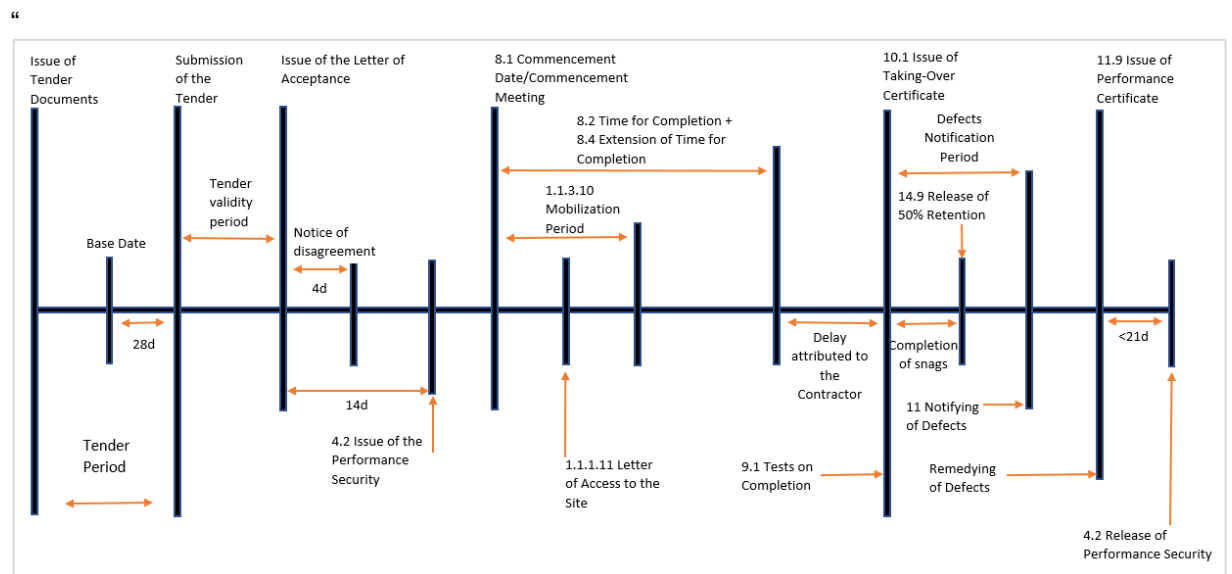 “
Issue of
Tender
Documents
Submission
of the
Tender
Issue of the Letter of
Acceptance
8.1 Commencement
Date/Commencement
Meeting
10.1 Issue of
Taking-Over
Certificate
11.9 Issue of
Performance
Certificate
8.2 Time for Completion +
8.4 Extension of Time for
Completion
Defects
Notification
Period
Tender
validity
period
1.1.3.10
Mobilization
Period
14.9 Release of
50% Retention
Base Date
Notice of
disagreement
4d
28d
Delay
attributed to
the
Contractor
Completion
of snags
<21d
14d
11 Notifying
of Defects
Tender
Period
4.2 Issue of the
Performance
Security
1.1.1.11 Letter
of Access to the
Site
9.1 Tests on
Completion
Remedying
of Defects
4.2 Release of
Performance Security